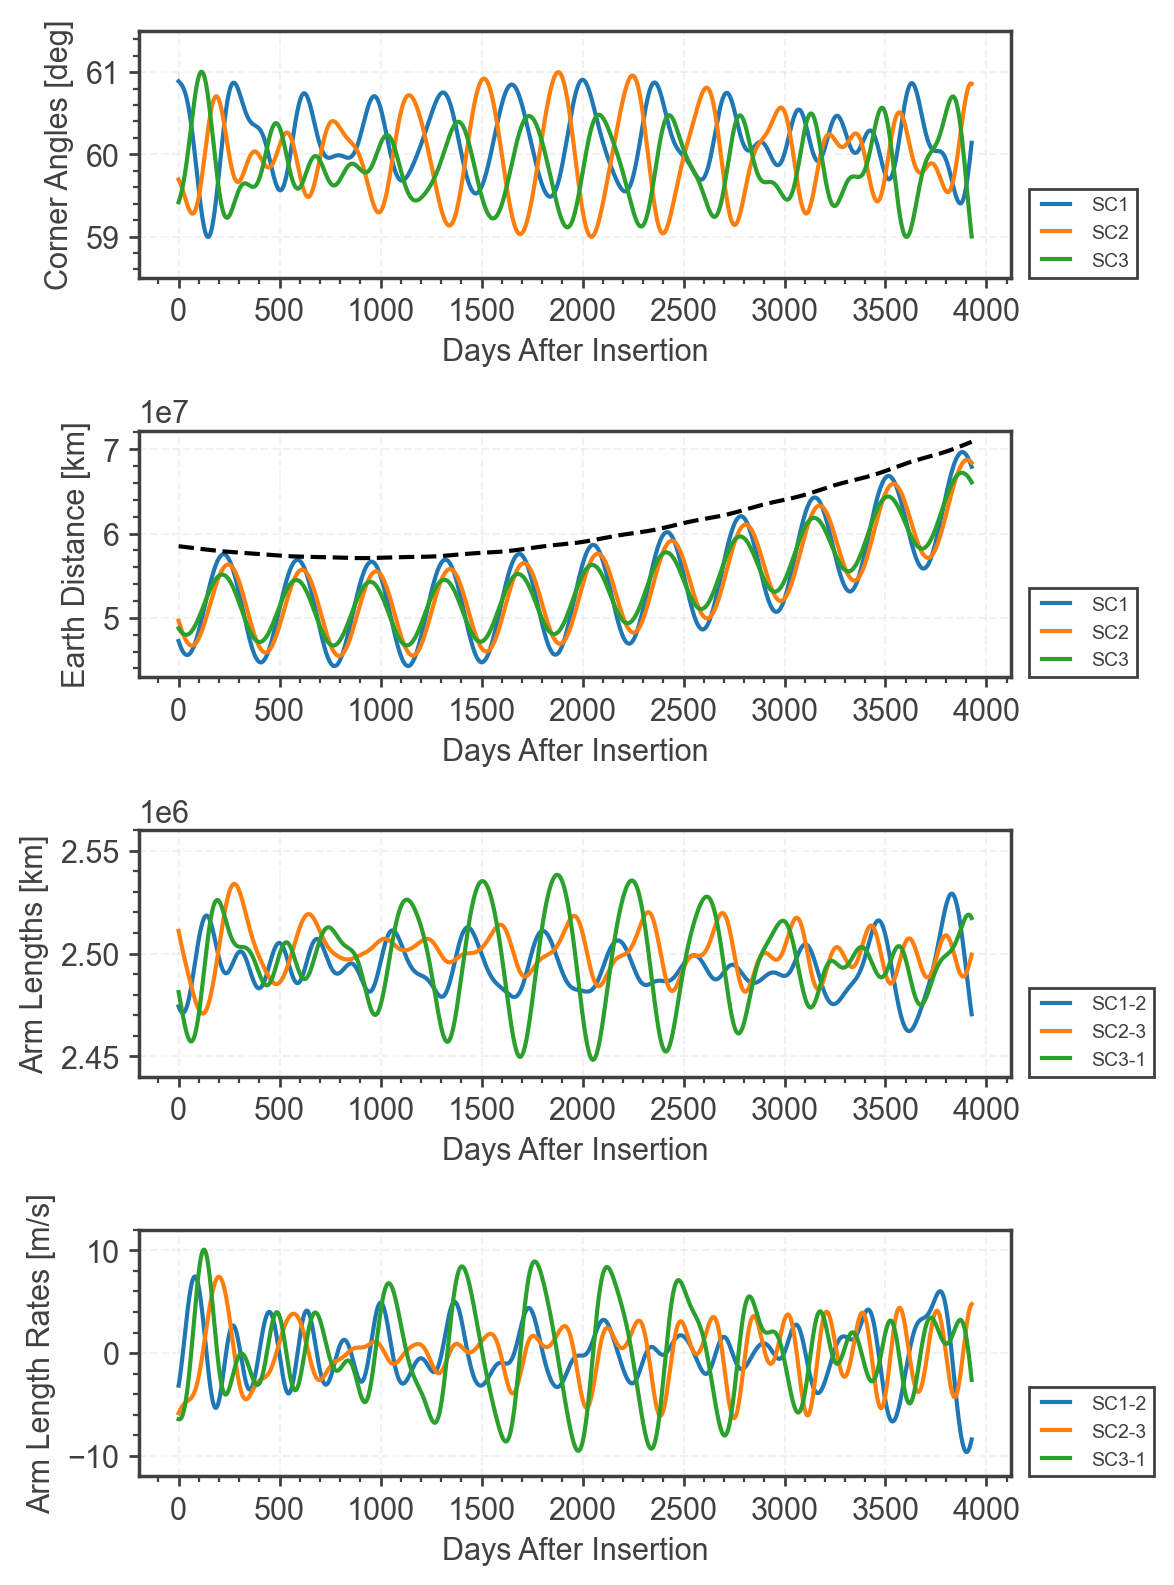 Corner Angles [deg]
61
60
59
0 500 1000 1500 2000 2500 3000 3500 4000
Days After Insertion
SC1
SC2
SC3
1e7
Earth Distance [km]
7
6
5
0 500 1000 1500 2000 2500 3000 3500 4000
Days After Insertion
SC1
SC2
SC3
1e6
Arm Lengths [km]
2.55
2.50
2.45
0 500 1000 1500 2000 2500 3000 3500 4000
Days After Insertion
SC1-2
SC2-3
SC3-1
Arm Length Rates [m/s]
10
0
−10
0 500 1000 1500 2000 2500 3000 3500 4000
Days After Insertion
SC1-2
SC2-3
SC3-1